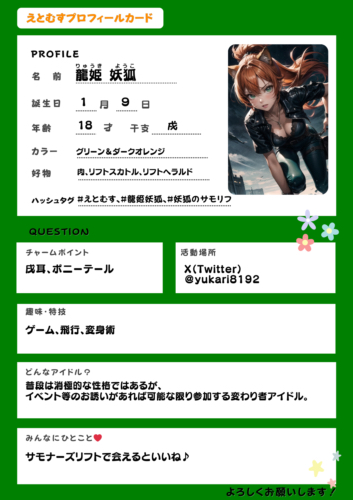 えとむすプロフィールカード
PROFILE
りゅうき ようこ
名 前 龍姫 妖狐
誕生日 1 月 9 日
年齢 18 才 干支 戌
カラー グリーン&ダークオレンジ
好物 肉、リフトスカトル、リフトヘラルド
ハッシュタグ #えとむす、#龍姫妖狐、#妖狐のサモリフ
QUESTION
チャームポイント
戌耳、ポニーテール
活動場所
X(Twitter)
@yukari8192
趣味・特技
ゲーム、飛行、変身術
どんなアイドル?
普段は消極的な性格ではあるが、
イベント等のお誘いがあれば可能な限り参加する変わり者アイドル。
みんなにひとこと❤
サモナーズリフトで会えるといいね♪
よろしくお願いします!